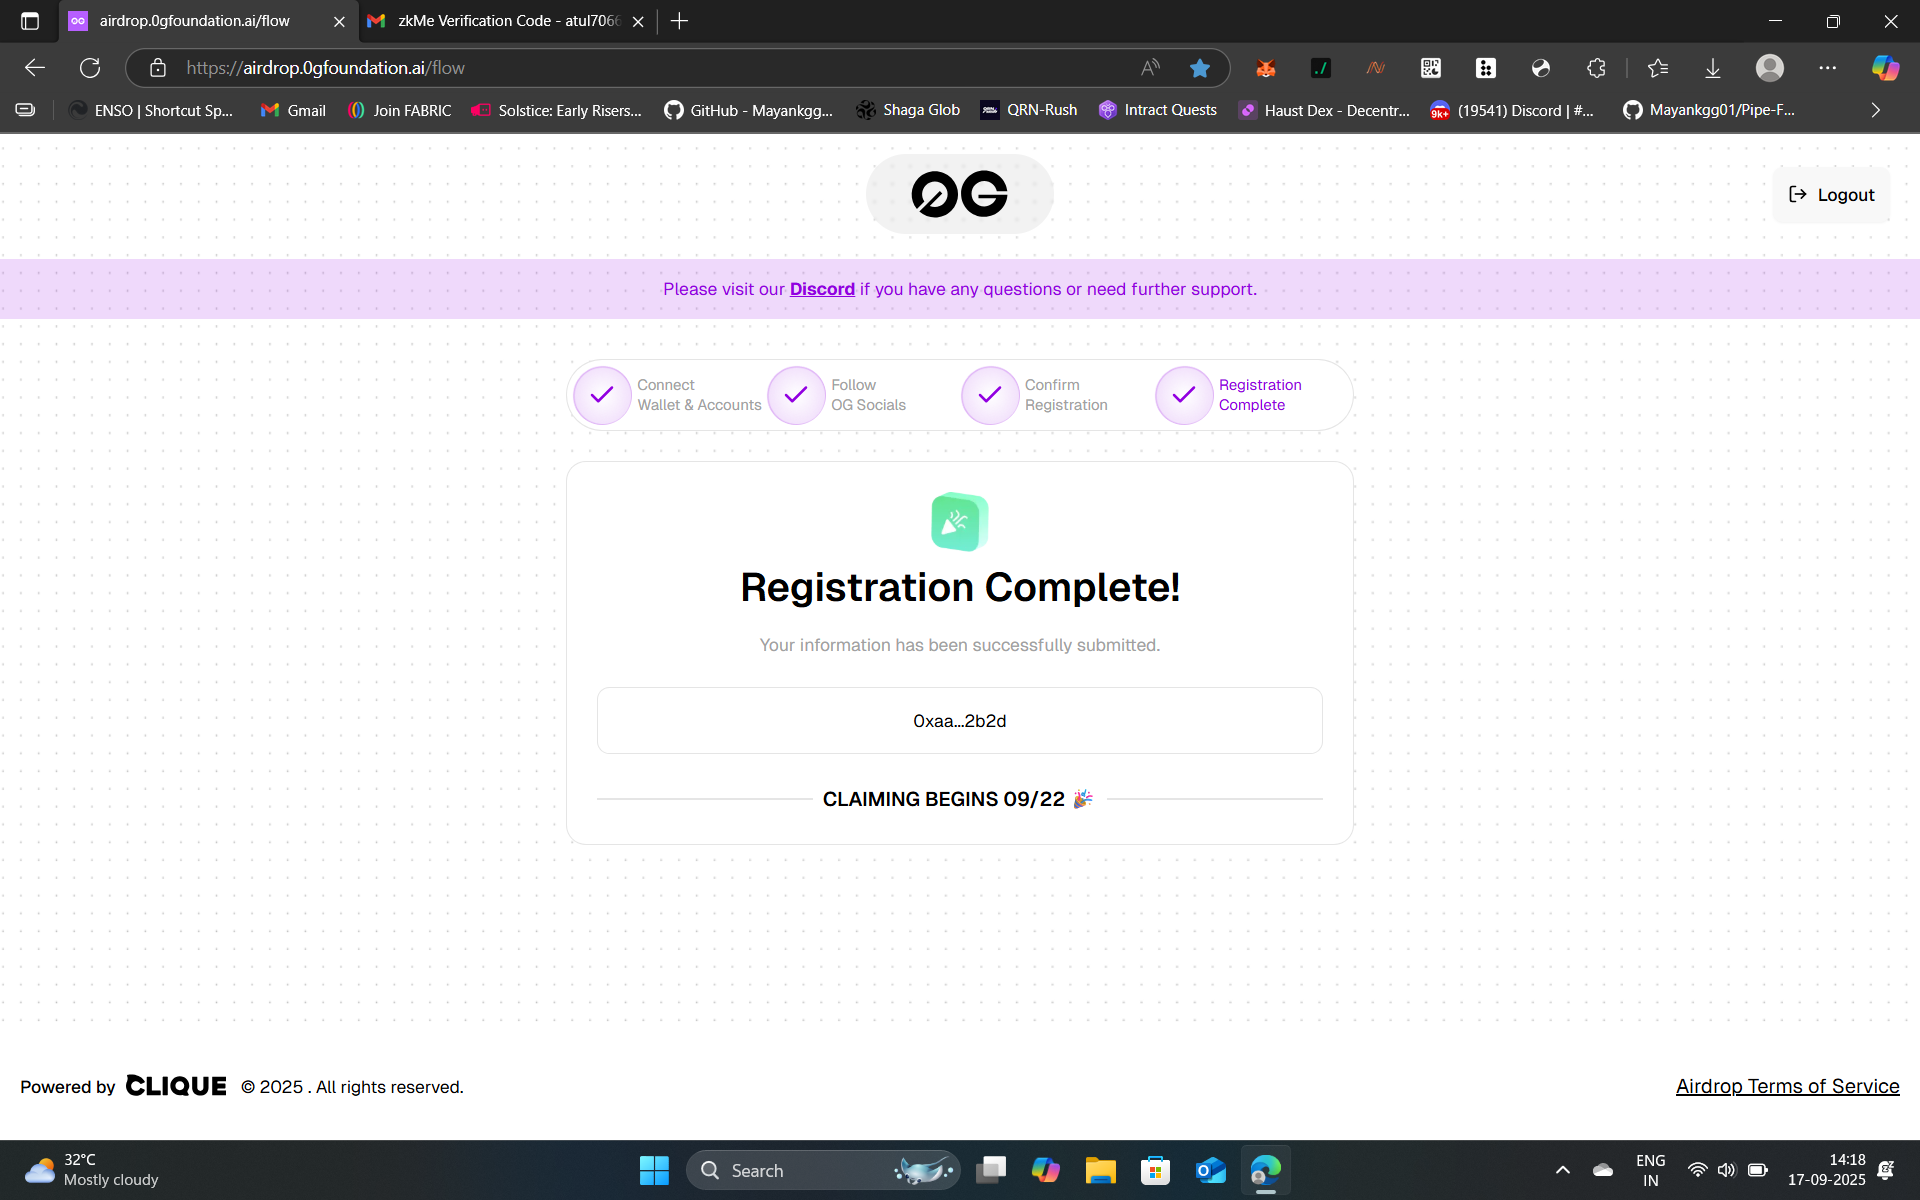 airdrop.0gfoundation.ai/flow
zkMe Verification Code - atul7066
https://airdrop.0gfoundation.ai/flow
ENSO | Shortcut Sp...
Gmail
Join FABRIC
Solstice: Early Risers...
GitHub - Mayankgg...
Shaga Glob
QRN-Rush
Intract Quests
Haust Dex - Decentr...
9k+
(19541) Discord | #...
Mayankgg01/Pipe-F...
0G
Logout
Please visit our Discord if you have any questions or need further support.
Connect
Wallet & Accounts
Follow
OG Socials
Confirm
Registration
Registration
Complete
Registration Complete!
Your information has been successfully submitted.
0xaa...2b2d
CLAIMING BEGINS 09/22 🎉
Powered by CLIQUE © 2025 . All rights reserved.
Airdrop Terms of Service
32°C
Mostly cloudy
Search
ENG
IN
14:18
17-09-2025